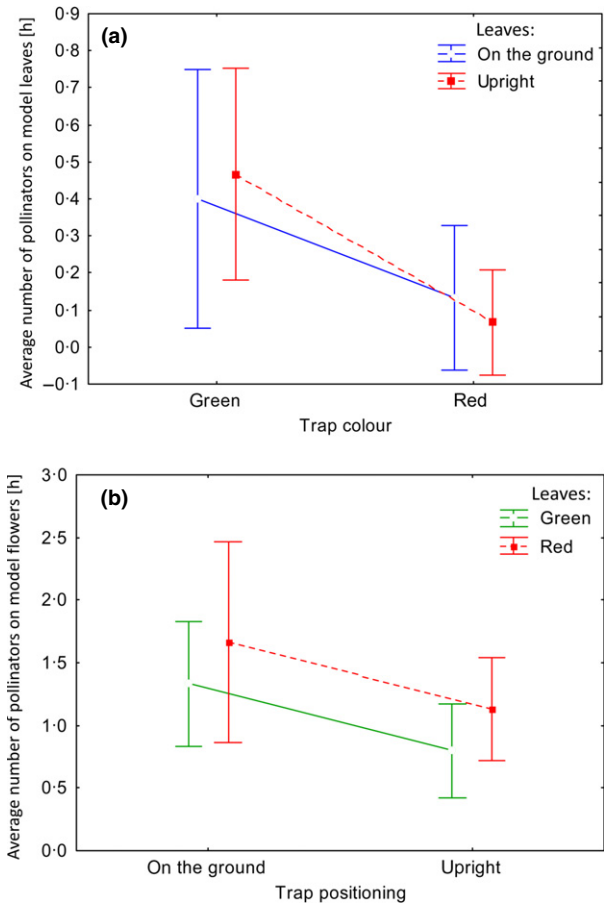 (a)
Leaves:
On the ground
Upright
Average number of pollinators on model leaves [h]
0·9
0·8
0·7
0·6
0·5
0·4
0·3
0·2
0·1
0·0
–0·1
Green
Red
Trap colour
(b)
Leaves:
Green
Red
Average number of pollinators on model flowers [h]
3·0
2·5
2·0
1·5
1·0
0·5
0·0
On the ground
Upright
Trap positioning